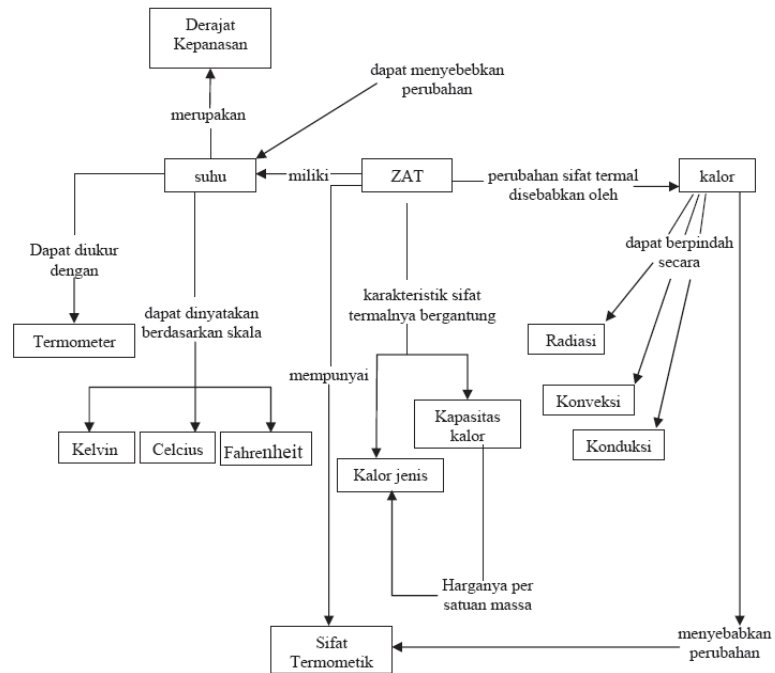 Derajat
Kepanasan
dapat menyebebkan
perubahan
merupakan
suhu
miliki
ZAT
perubahan sifat termal
disebabkan oleh
kalor
Dapat diukur
dengan
dapat berpindah
secara
karakteristik sifat
termalnya bergantung
dapat dinyatakan
berdasarkan skala
Termometer
Radiasi
mempunyai
Konveksi
Kapasitas
kalor
Konduksi
Kelvin
Celcius
Fahrenheit
Kalor jenis
Harganya per
satuan massa
Sifat
Termometik
menyebabkan
perubahan